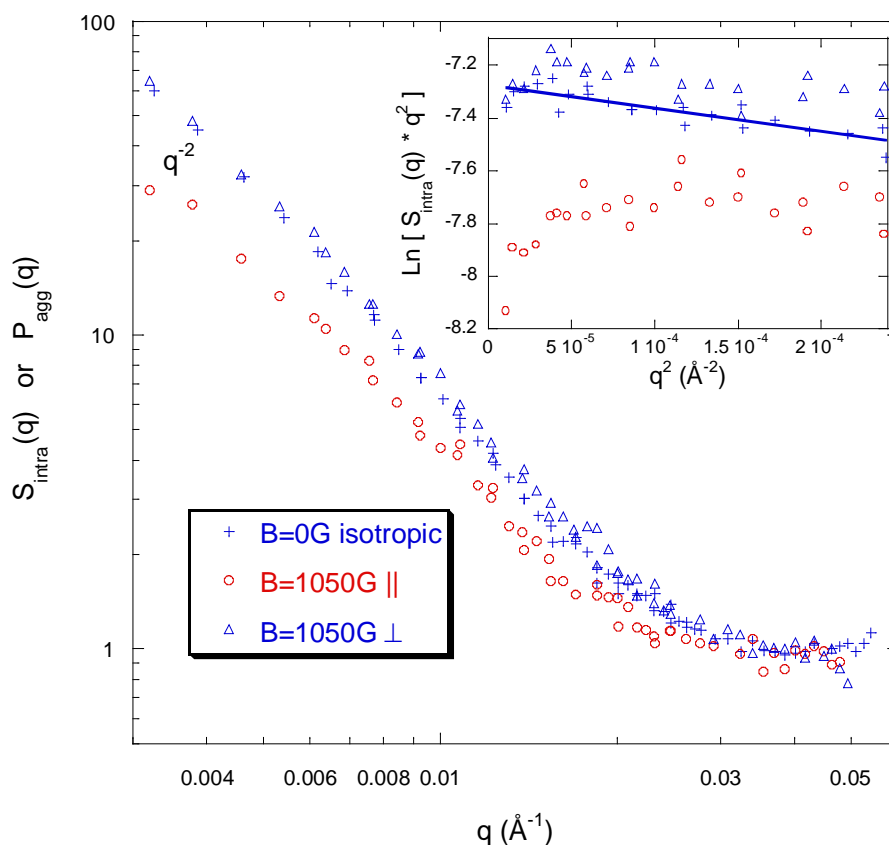 100
10
1
S_intra(q) or P_agg(q)
q^-2
0.004
0.006
0.008
0.01
0.03
0.05
q (Å^-1)
B=0G isotropic
B=1050G ||
B=1050G ⊥
-7.2
-7.4
-7.6
-7.8
-8
-8.2
Ln [ S_intra(q) * q^2 ]
0
5 10^-5
1 10^-4
1.5 10^-4
2 10^-4
q^2 (Å^-2)